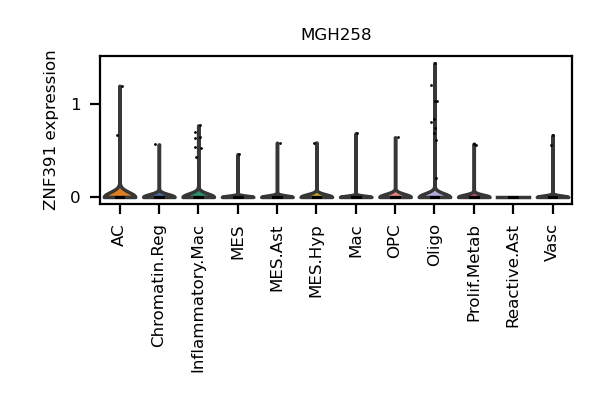 MGH258
ZNF391 expression
1
0
AC
Chromatin.Reg
Inflammatory.Mac
MES
MES.Ast
MES.Hyp
Mac
OPC
Oligo
Prolif.Metab
Reactive.Ast
Vasc